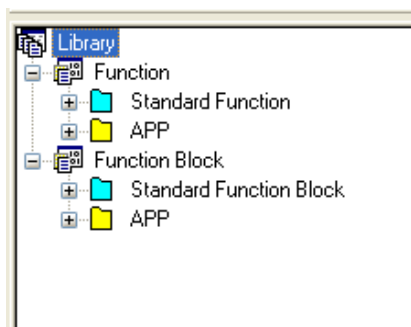 Library
Function
Standard Function
APP
Function Block
Standard Function Block
APP